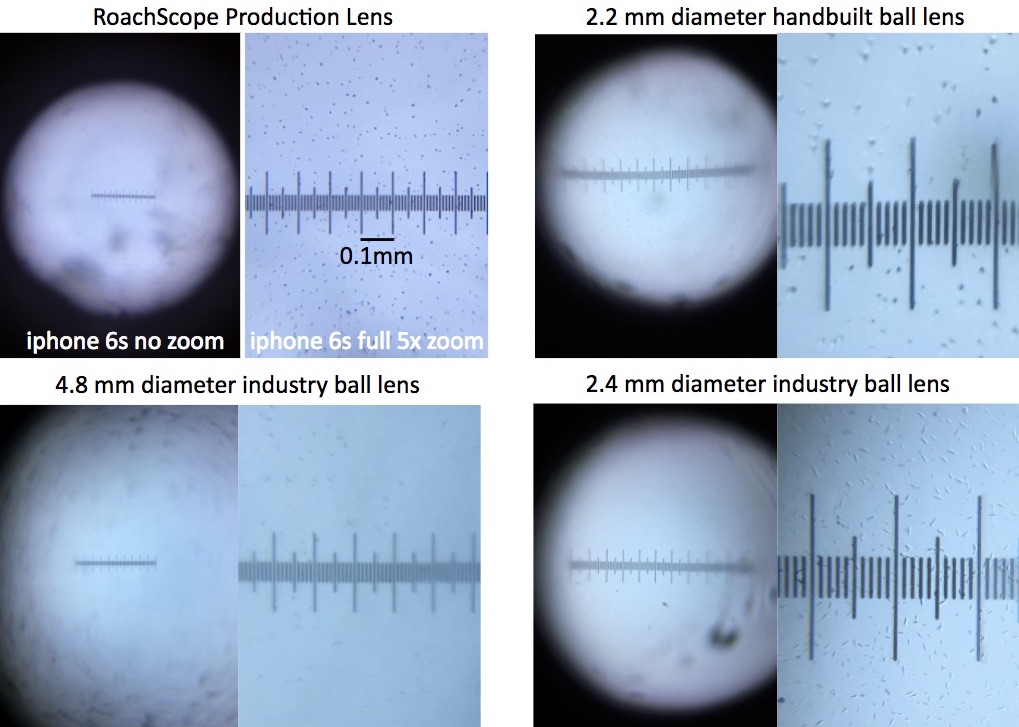 RoachScope Production Lens
2.2 mm diameter handbuilt ball lens
0.1mm
iphone 6s no zoom
iphone 6s full 5x zoom
4.8 mm diameter industry ball lens
2.4 mm diameter industry ball lens